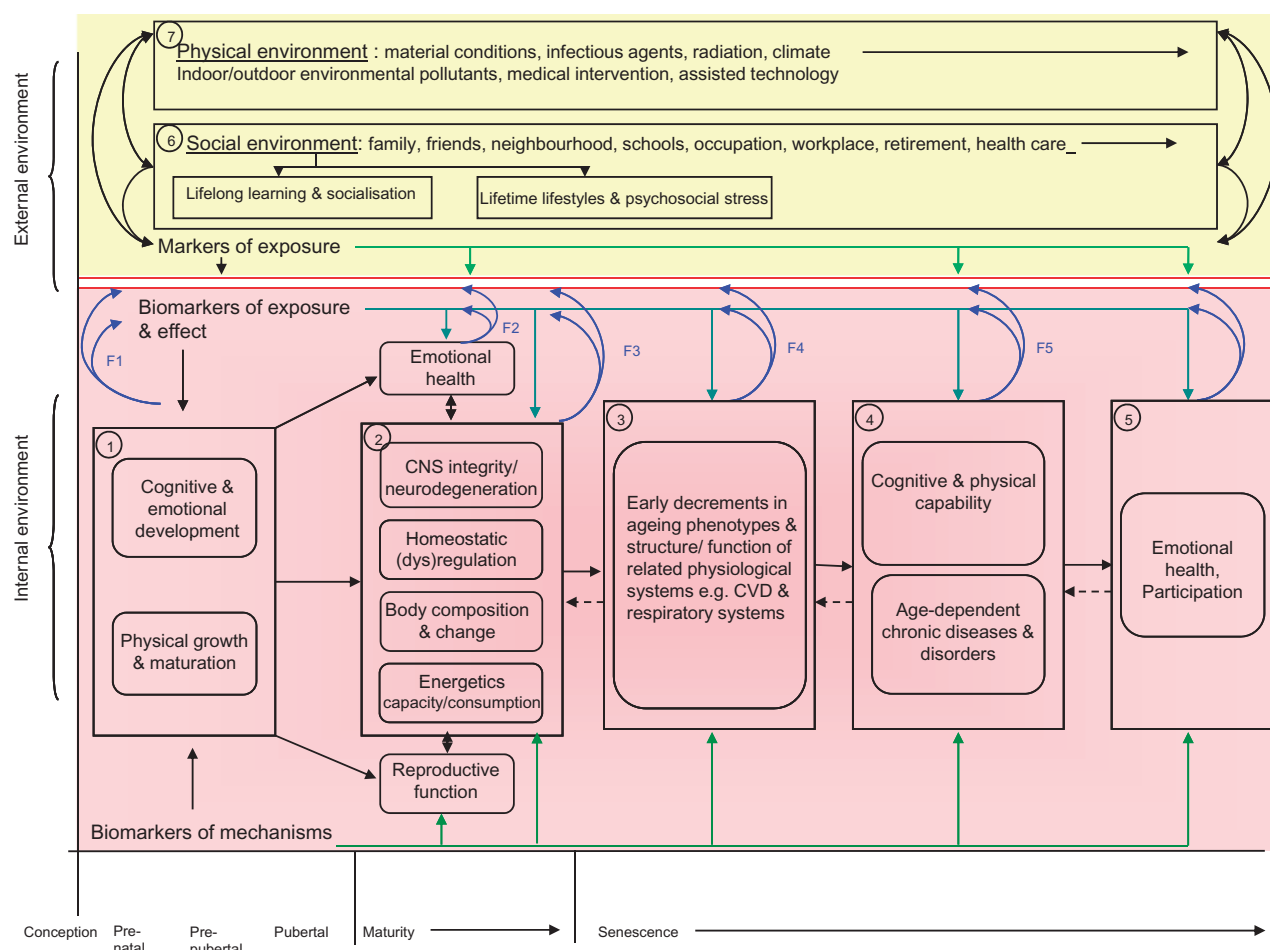 7
Physical environment : material conditions, infectious agents, radiation, climate
Indoor/outdoor environmental pollutants, medical intervention, assisted technology
External environment
6
Social environment: family, friends, neighbourhood, schools, occupation, workplace, retirement, health care_
Lifelong learning & socialisation
Lifetime lifestyles & psychosocial stress
Markers of exposure
Biomarkers of exposure
& effect
F1
F2
F3
F4
F5
Emotional
health
Internal environment
1
Cognitive &
emotional
development
Physical growth
& maturation
2
CNS integrity/
neurodegeneration
Homeostatic
(dys)regulation
Body composition
& change
Energetics
capacity/consumption
Reproductive
function
3
Early decrements in
ageing phenotypes &
structure/ function of
related physiological
systems e.g. CVD &
respiratory systems
4
Cognitive & physical
capability
Age-dependent
chronic diseases &
disorders
5
Emotional
health,
Participation
Biomarkers of mechanisms
Conception
Pre-
natal
Pre-
pubertal
Pubertal
Maturity
Senescence